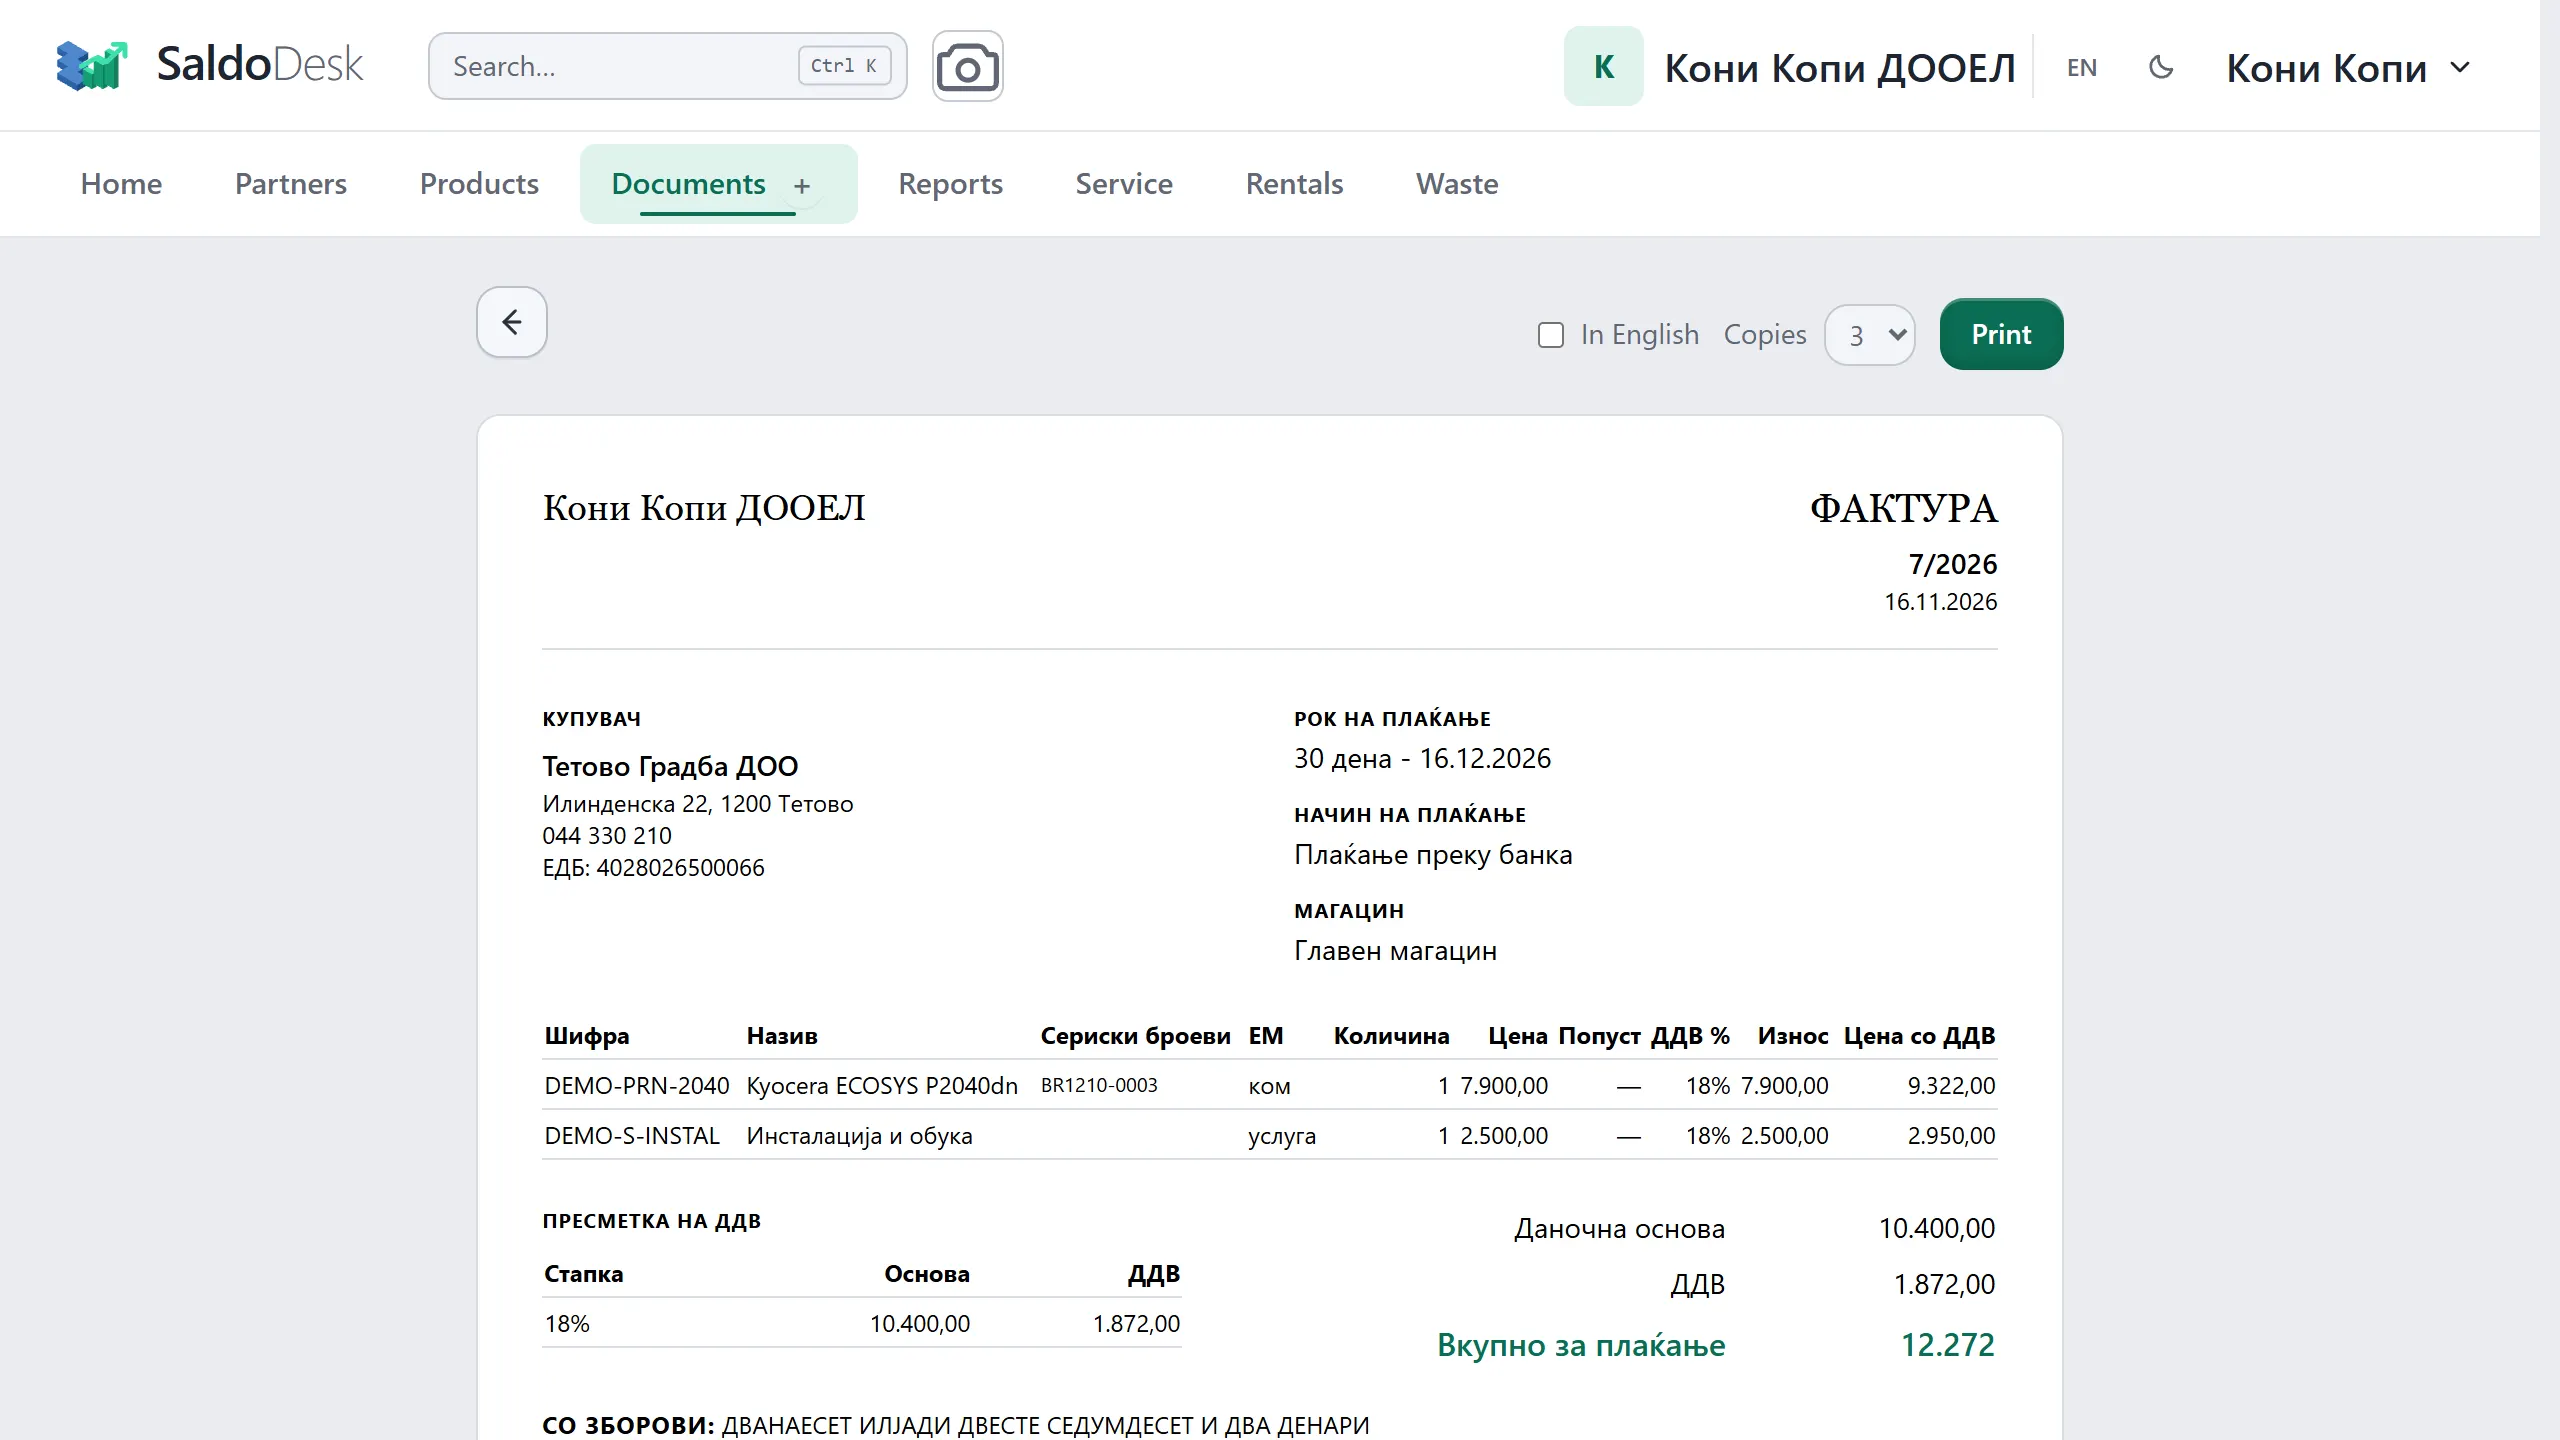 SaldoDesk
Search...
Ctrl K
K
Кони Копи ДООЕЛ
EN
Кони Копи
Home
Partners
Products
Documents +
Reports
Service
Rentals
Waste
In English
Copies
3
Print
Кони Копи ДООЕЛ
ФАКТУРА
7/2026
16.11.2026
КУПУВАЧ
Тетово Градба ДОО
Илинденска 22, 1200 Тетово
044 330 210
ЕДБ: 4028026500066
РОК НА ПЛАЌАЊЕ
30 дена - 16.12.2026
НАЧИН НА ПЛАЌАЊЕ
Плаќање преку банка
МАГАЦИН
Главен магацин
Шифра Назив Сериски броеви ЕМ Количина Цена Попуст ДДВ % Износ Цена со ДДВ
DEMO-PRN-2040 Kyocera ECOSYS P2040dn BR1210-0003 ком 1 7.900,00 — 18% 7.900,00 9.322,00
DEMO-S-INSTAL Инсталација и обука услуга 1 2.500,00 — 18% 2.500,00 2.950,00
ПРЕСМЕТКА НА ДДВ
Стапка Основа ДДВ
18% 10.400,00 1.872,00
Даночна основа 10.400,00
ДДВ 1.872,00
Вкупно за плаќање 12.272
СО ЗБОРОВИ: ДВАНАЕСЕТ ИЛЈАДИ ДВЕСТЕ СЕДУМДЕСЕТ И ДВА ДЕНАРИ